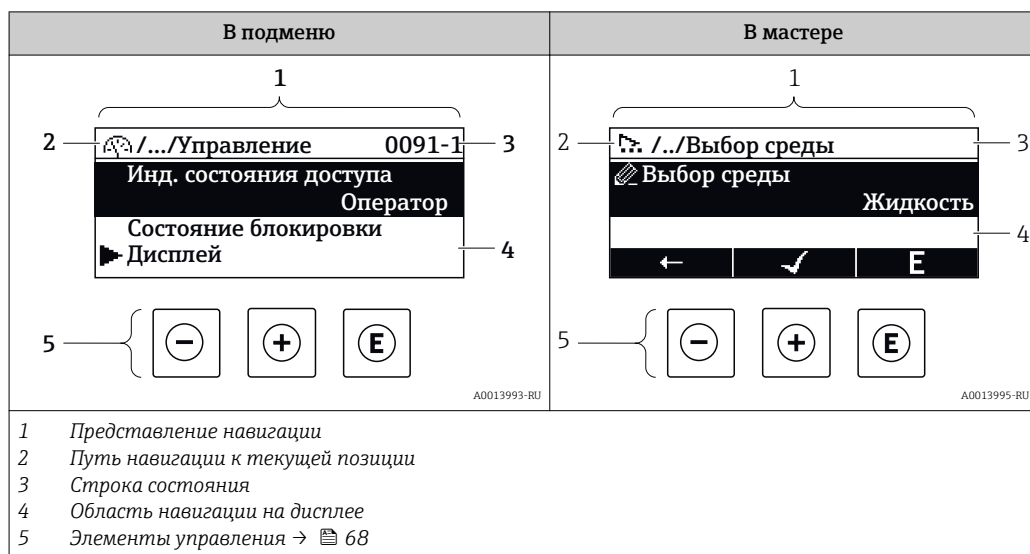 В подменю
В мастере
1
2
/.../Управление 0091-1
3
Инд. состояния доступа
Оператор
Состояние блокировки
Дисплей
4
5
- + E
A0013993-RU
1
2
/../Выбор среды
3
Выбор среды
Жидкость
4
← ✓ E
5
- + E
A0013995-RU
1 Представление навигации
2 Путь навигации к текущей позиции
3 Строка состояния
4 Область навигации на дисплее
5 Элементы управления → 68